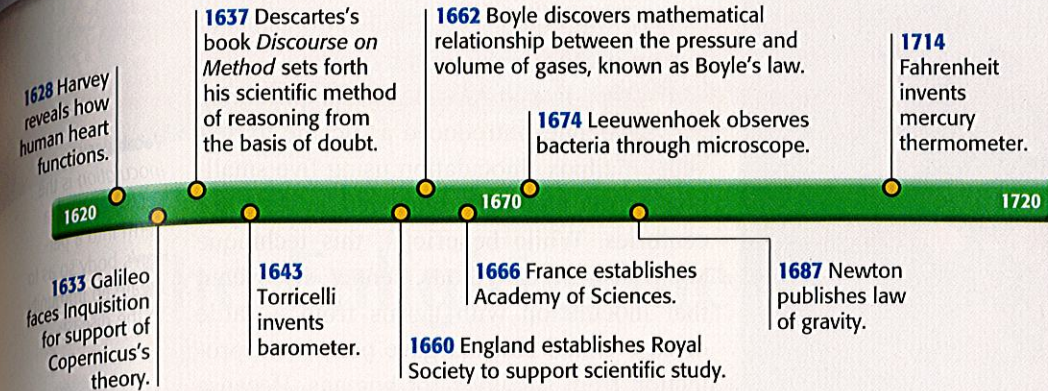 1628 Harvey
reveals how
human heart
functions.
1637 Descartes's
book Discourse on
Method sets forth
his scientific method
of reasoning from
the basis of doubt.
1662 Boyle discovers mathematical
relationship between the pressure and
volume of gases, known as Boyle's law.
1674 Leeuwenhoek observes
bacteria through microscope.
1714
Fahrenheit
invents
mercury
thermometer.
1620
1670
1720
1633 Galileo
faces Inquisition
for support of
Copernicus's
theory.
1643
Torricelli
invents
barometer.
1660 England establishes Royal
Society to support scientific study.
1666 France establishes
Academy of Sciences.
1687 Newton
publishes law
of gravity.